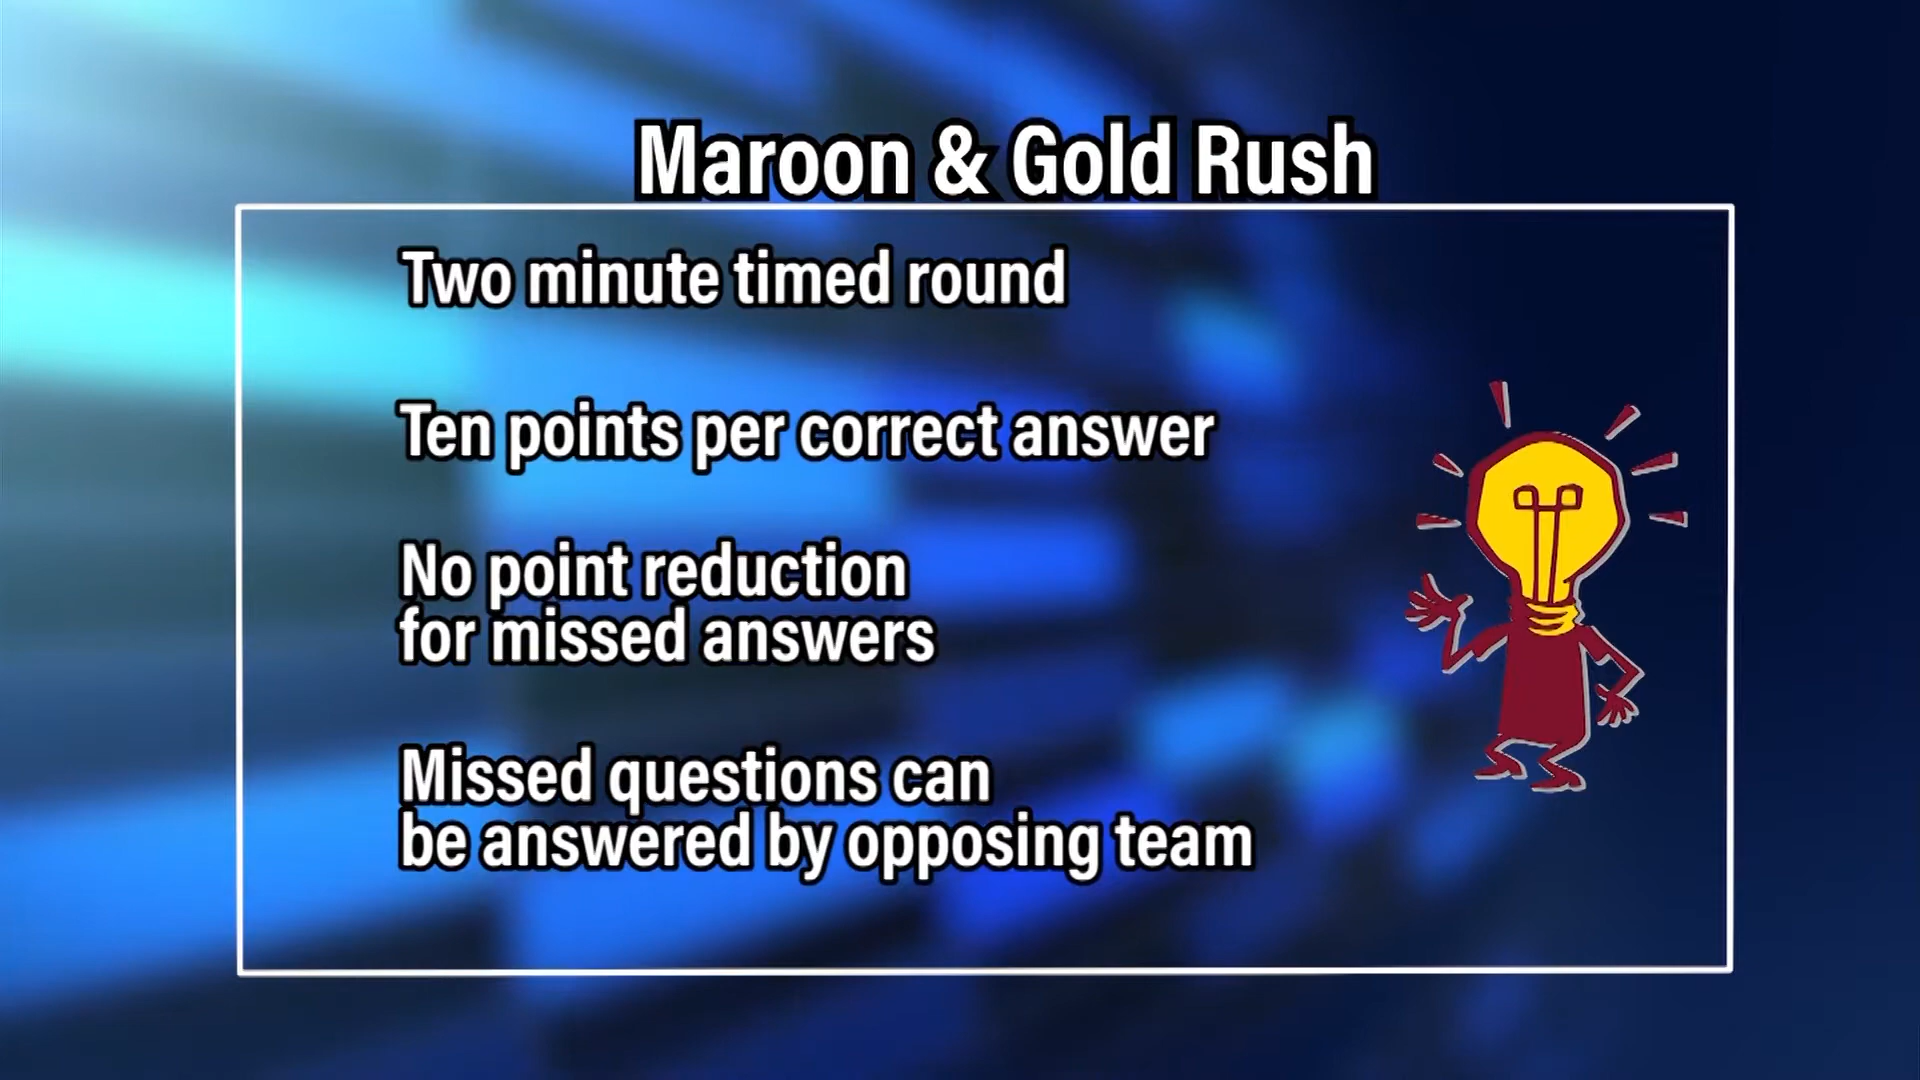 Maroon & Gold Rush
Two minute timed round
Ten points per correct answer
No point reduction
for missed answers
Missed questions can
be answered by opposing team